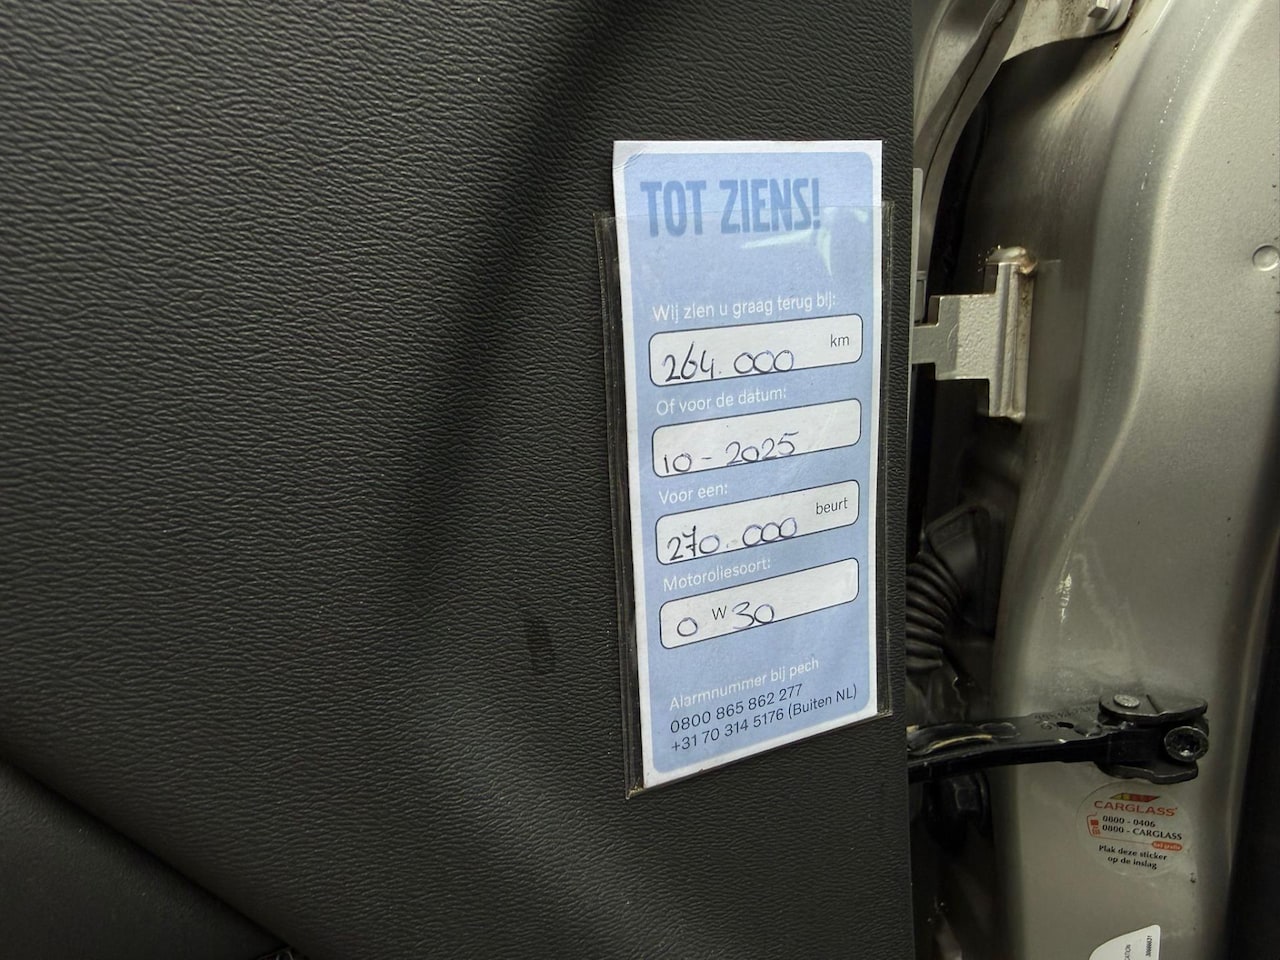 TOT ZIENS!
Wij zien u graag terug bij:
264.000 km
Of voor de datum:
10-2025
Voor een:
270.000 beurt
Motoroliesoort:
0 W 30
Alarmnummer bij pech
0800 865 862 277
+31 70 314 5176 (Buiten NL)
CARGLASS
0800 - 0406
0800 - CARGLASS
Plak deze sticker
op de inslag